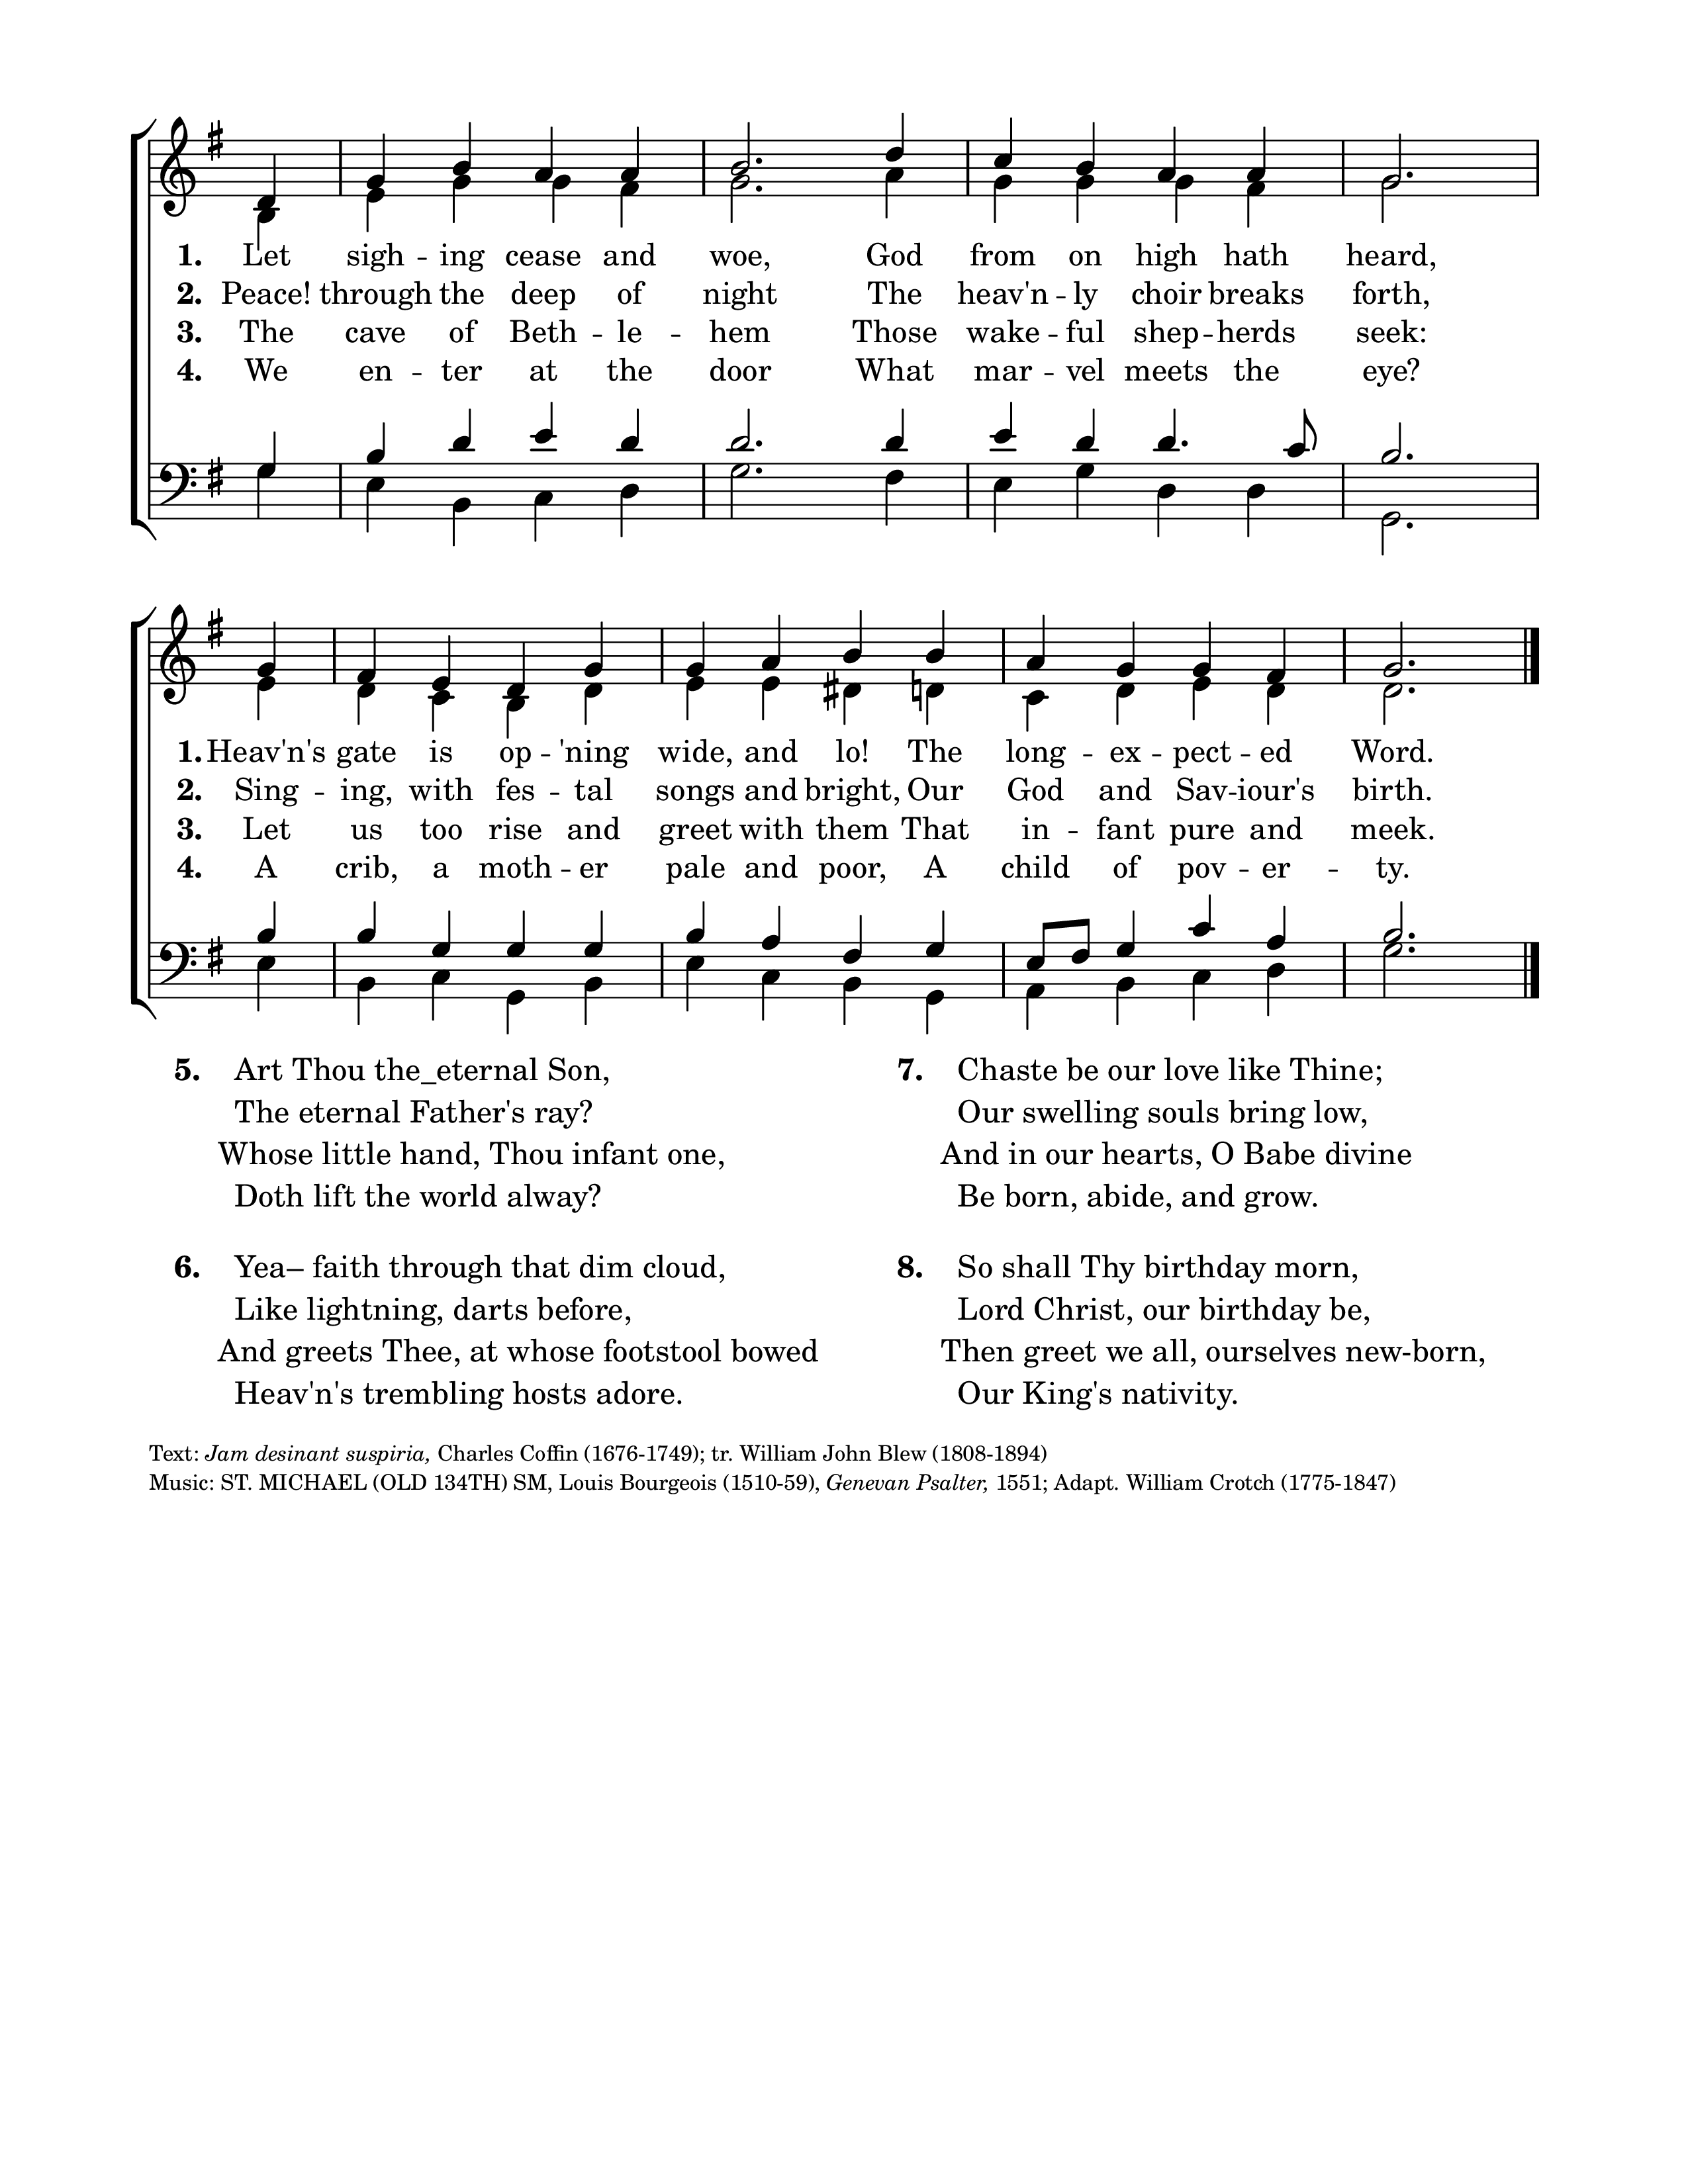 1. Let sigh - ing cease and woe, God from on high hath heard,
2. Peace! through the deep of night The heav'n - ly choir breaks forth,
3. The cave of Beth - le - hem Those wake - ful shep - herds seek:
4. We en - ter at the door What mar - vel meets the eye?
1. Heav'n's gate is op - 'ning wide, and lo! The long - ex - pect - ed Word.
2. Sing - ing, with fes - tal songs and bright, Our God and Sav - iour's birth.
3. Let us too rise and greet with them That in - fant pure and meek.
4. A crib, a moth - er pale and poor, A child of pov - er - ty.
5. Art Thou the_eternal Son,
The eternal Father's ray?
Whose little hand, Thou infant one,
Doth lift the world alway?
6. Yea– faith through that dim cloud,
Like lightning, darts before,
And greets Thee, at whose footstool bowed
Heav'n's trembling hosts adore.
7. Chaste be our love like Thine;
Our swelling souls bring low,
And in our hearts, O Babe divine
Be born, abide, and grow.
8. So shall Thy birthday morn,
Lord Christ, our birthday be,
Then greet we all, ourselves new-born,
Our King's nativity.
Text: Jam desinant suspiria, Charles Coffin (1676-1749); tr. William John Blew (1808-1894)
Music: ST. MICHAEL (OLD 134TH) SM, Louis Bourgeois (1510-59), Genevan Psalter, 1551; Adapt. William Crotch (1775-1847)